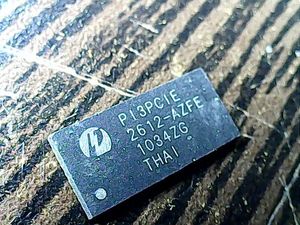 PI3PCIE
2612-AZFE
1034ZG
THAI